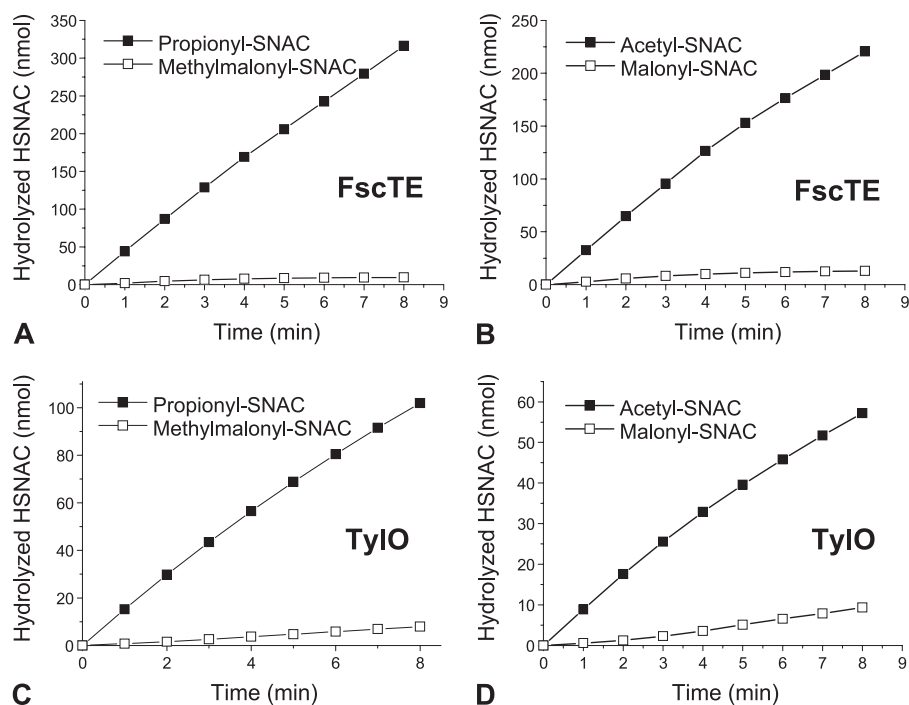 350
300
250
200
150
100
50
0
Hydrolyzed HSNAC (nmol)
Propionyl-SNAC
Methylmalonyl-SNAC
FscTE
0 1 2 3 4 5 6 7 8 9
Time (min)
A
250
225
200
175
150
125
100
75
50
25
0
Hydrolyzed HSNAC (nmol)
Acetyl-SNAC
Malonyl-SNAC
FscTE
0 1 2 3 4 5 6 7 8 9
Time (min)
B
100
80
60
40
20
0
Hydrolyzed HSNAC (nmol)
Propionyl-SNAC
Methylmalonyl-SNAC
TylO
0 2 4 6 8
Time (min)
C
60
50
40
30
20
10
0
Hydrolyzed HSNAC (nmol)
Acetyl-SNAC
Malonyl-SNAC
TylO
0 1 2 3 4 5 6 7 8 9
Time (min)
D